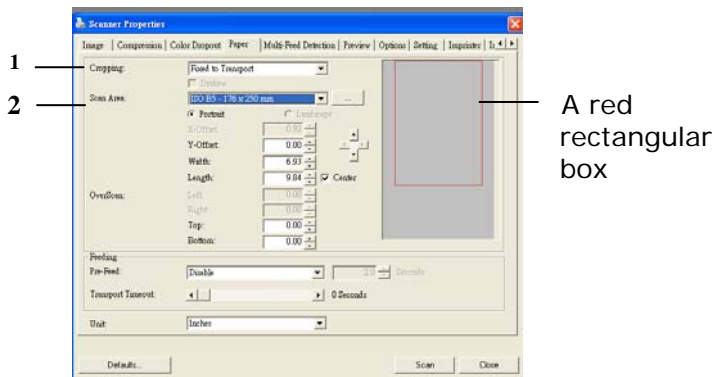 Scanner Properties
Image Compression Color Dropout Paper Multi-Feed Detection Preview Options Setting Imprinter
1 Cropping: Fixed to Transport
Deskew
2 Scan Area: ISO B5 - 176 x 250 mm ...
Portrait Landscape
X-Offset: 0.92
Y-Offset: 0.00
Width: 6.93
Length: 9.84 Center
OverScan: Left: 0.00
Right: 0.00
Top: 0.00
Bottom: 0.00
Feeding
Pre-Feed: Disable Seconds
Transport Timeout: 0 Seconds
Unit: Inches
Defaults... Scan Close
A red
rectangular
box